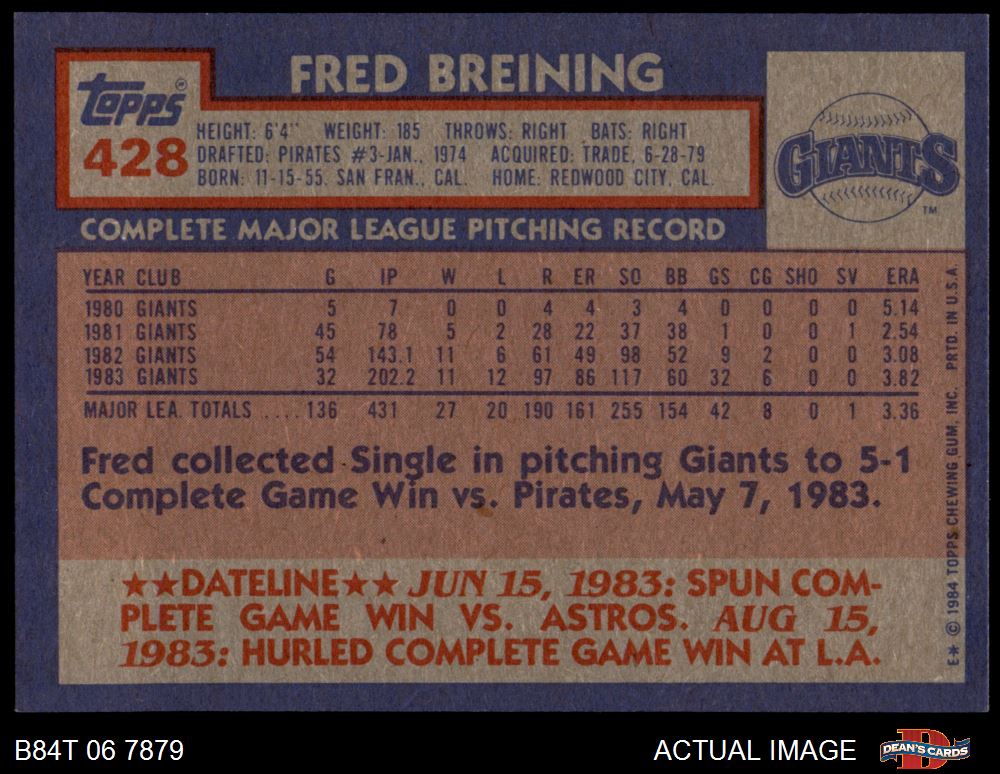 FRED BREINING
Topps®
428
HEIGHT: 6'4" WEIGHT: 185 THROWS: RIGHT BATS: RIGHT
DRAFTED: PIRATES #3-JAN., 1974 ACQUIRED: TRADE, 6-28-79
BORN: 11-15-55. SAN FRAN., CAL. HOME: REDWOOD CITY, CAL.
GIANTS
TM
COMPLETE MAJOR LEAGUE PITCHING RECORD
YEAR CLUB G IP W L R ER SO BB GS CG SHO SV ERA
1980 GIANTS 5 7 0 0 4 4 3 4 0 0 0 0 5.14
1981 GIANTS 45 78 5 2 28 22 37 38 1 0 0 1 2.54
1982 GIANTS 54 143.1 11 6 61 49 98 52 9 2 0 0 3.08
1983 GIANTS 32 202.2 11 12 97 86 117 60 32 6 0 0 3.82
MAJOR LEA. TOTALS ....136 431 27 20 190 161 255 154 42 8 0 1 3.36
Fred collected Single in pitching Giants to 5-1
Complete Game Win vs. Pirates, May 7, 1983.
★★DATELINE★★ JUN 15, 1983: SPUN COM-
PLETE GAME WIN VS. ASTROS. AUG 15,
1983: HURLED COMPLETE GAME WIN AT L.A.
E★ © 1984 TOPPS CHEWING GUM, INC. PRTD. IN U.S.A.
B84T 06 7879
ACTUAL IMAGE
B
DEAN'S CARDS